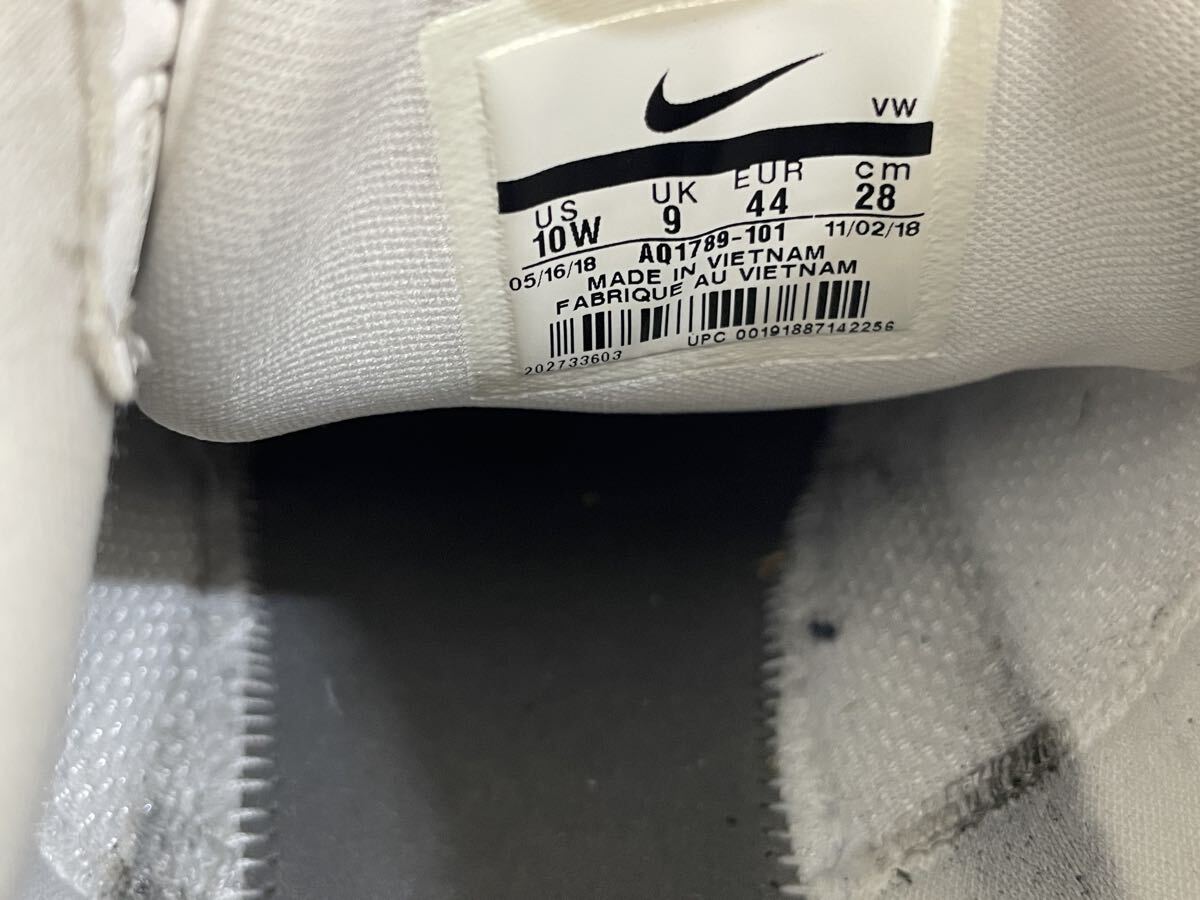 VW
US UK EUR cm
10W 9 44 28
05/16/18 AQ1789-101 11/02/18
MADE IN VIETNAM
FABRIQUE AU VIETNAM
202733603 UPC 00191887142256